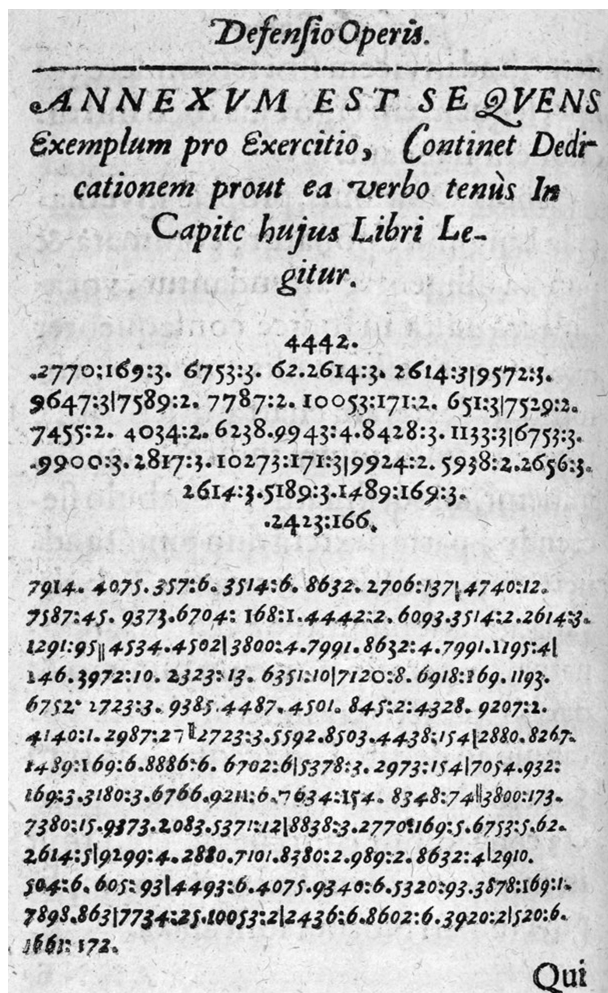 Defensio Operis.
ANNEXVM EST SEQVENS
Exemplum pro Exercitio, Continet Dedi-
cationem prout ea verbo tenùs In
Capite hujus Libri Le-
gitur.
4442.
.2770:169:3. 6753:3. 62.2614:3. 2614:3|9572:3.
9647:3|7589:2. 7787:2. 10053:171:2. 651:3|7529:2.
7455:2. 4034:2. 6238.9943:4.8428:3. 1133:3|6753:3.
.9900:3. 2817:3.10273:171:3|9924:2. 5938:2.2656:3.
2614:3.5189:3.1489:169:3.
.2423:166.
7914. 4075.357:6. 3514:6. 8632. 2706:137|4740:12.
7587:45. 9373.6704: 168:1.4442:2. 6093.3514:2.2614:3.
1291:95||4534.4502|3800:4.7991.8632:4.7991.1195:4|
146.3972:10. 2323:13. 6351:10|7120:8. 6918:169. 1193.
6752. 2723:3. 9385.4487.4501. 845:2:4328. 9207:2.
4140:1. 2987:27||2723:3.5592.8503.4438:154|2880.8267.
1489:169:6.8886:6. 6702:6|5378:3. 2973:154|7054.932:
169:3.3180:3.6766.9211:6.7634:154. 8348:74||3800:173.
7380:15.9373.2083.5371:12|8838:3.2770:169:5.6753:5.62.
2614:5|9299:4.2880.7101.8380:2.989:2.8632:4|2910.
504:6. 605:93|4493:6.4075.9340:6.5320:93.3878:169:1.
7898.863|7734:25.10053:2|2436:6.8602:6.3920:2|520:6.
1661: 172.
Qui